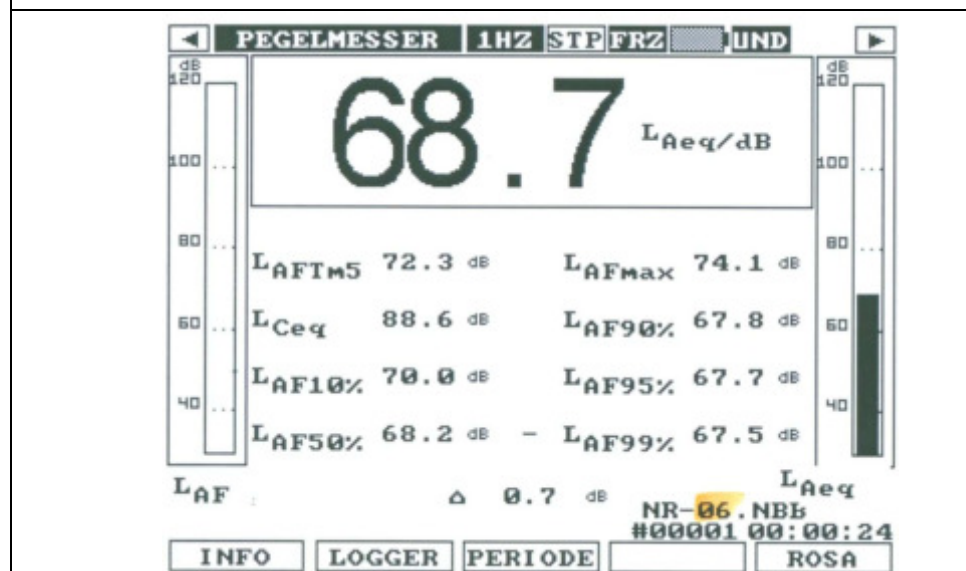 ◄ PEGELMESSER 1HZ STP FRZ UND ►
dB
120
100
80
60
40
68.7 LAeq/dB
LAFTm5 72.3 dB LAFmax 74.1 dB
LCeq 88.6 dB LAF90% 67.8 dB
LAF10% 70.0 dB LAF95% 67.7 dB
LAF50% 68.2 dB - LAF99% 67.5 dB
dB
120
100
80
60
40
LAF
△ 0.7 dB
LAeq
NR-06.NBB
#00001 00:00:24
INFO LOGGER PERIODE ROSA